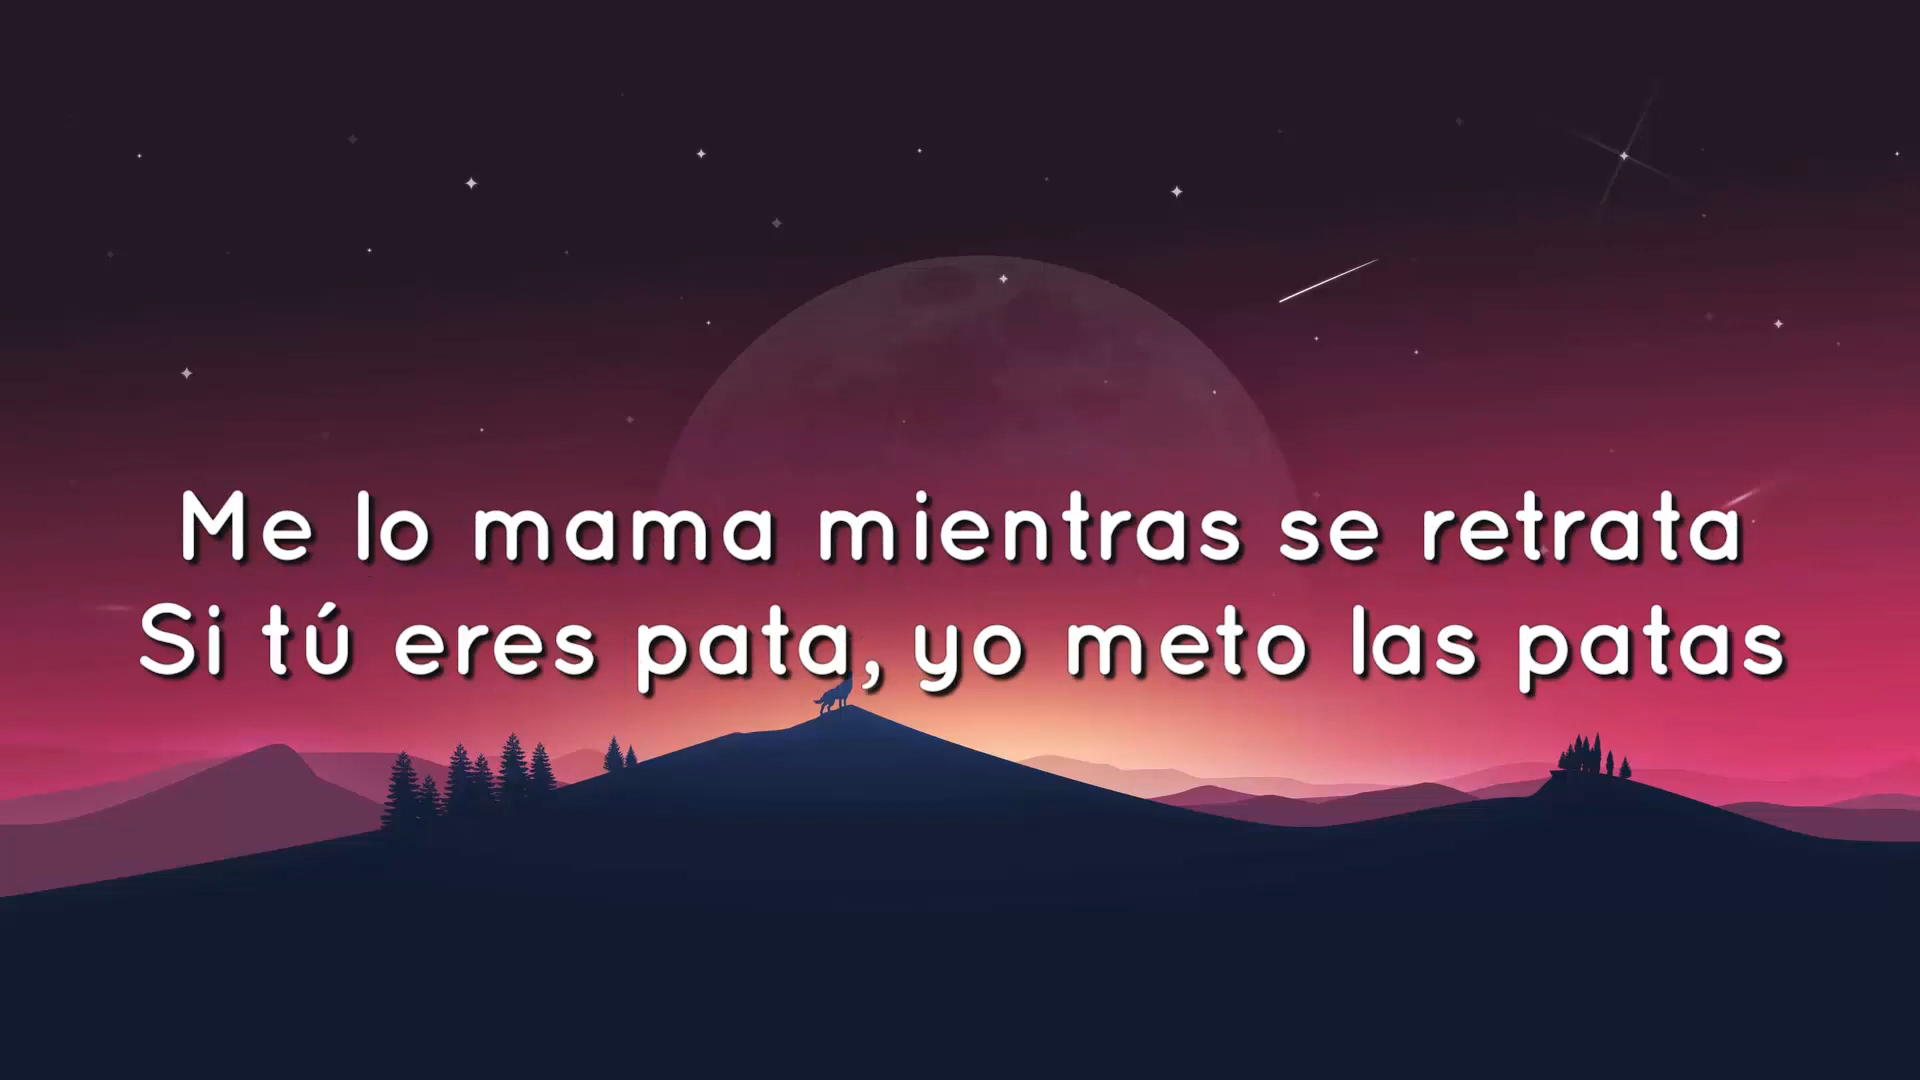 Me lo mama mientras se retrata
Si tú eres pata, yo meto las patas